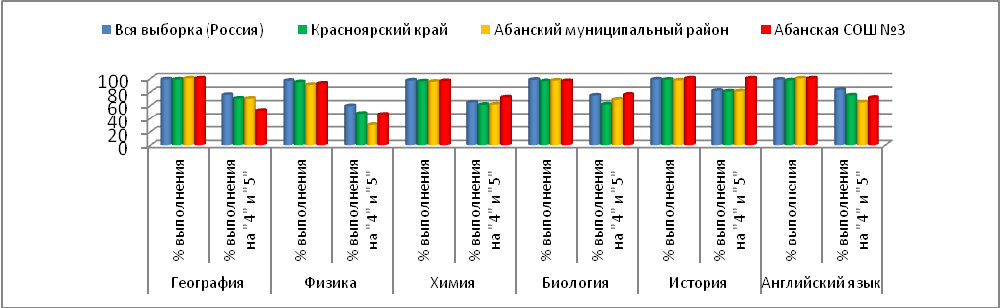 Вся выборка (Россия) Красноярский край Абанский муниципальный район Абанская СОШ №3
100
80
60
40
20
0
% выполнения
% выполнения на "4" и "5"
% выполнения
% выполнения на "4" и "5"
% выполнения
% выполнения на "4" и "5"
% выполнения
% выполнения на "4" и "5"
% выполнения
% выполнения на "4" и "5"
% выполнения
% выполнения на "4" и "5"
География Физика Химия Биология История Английский язык